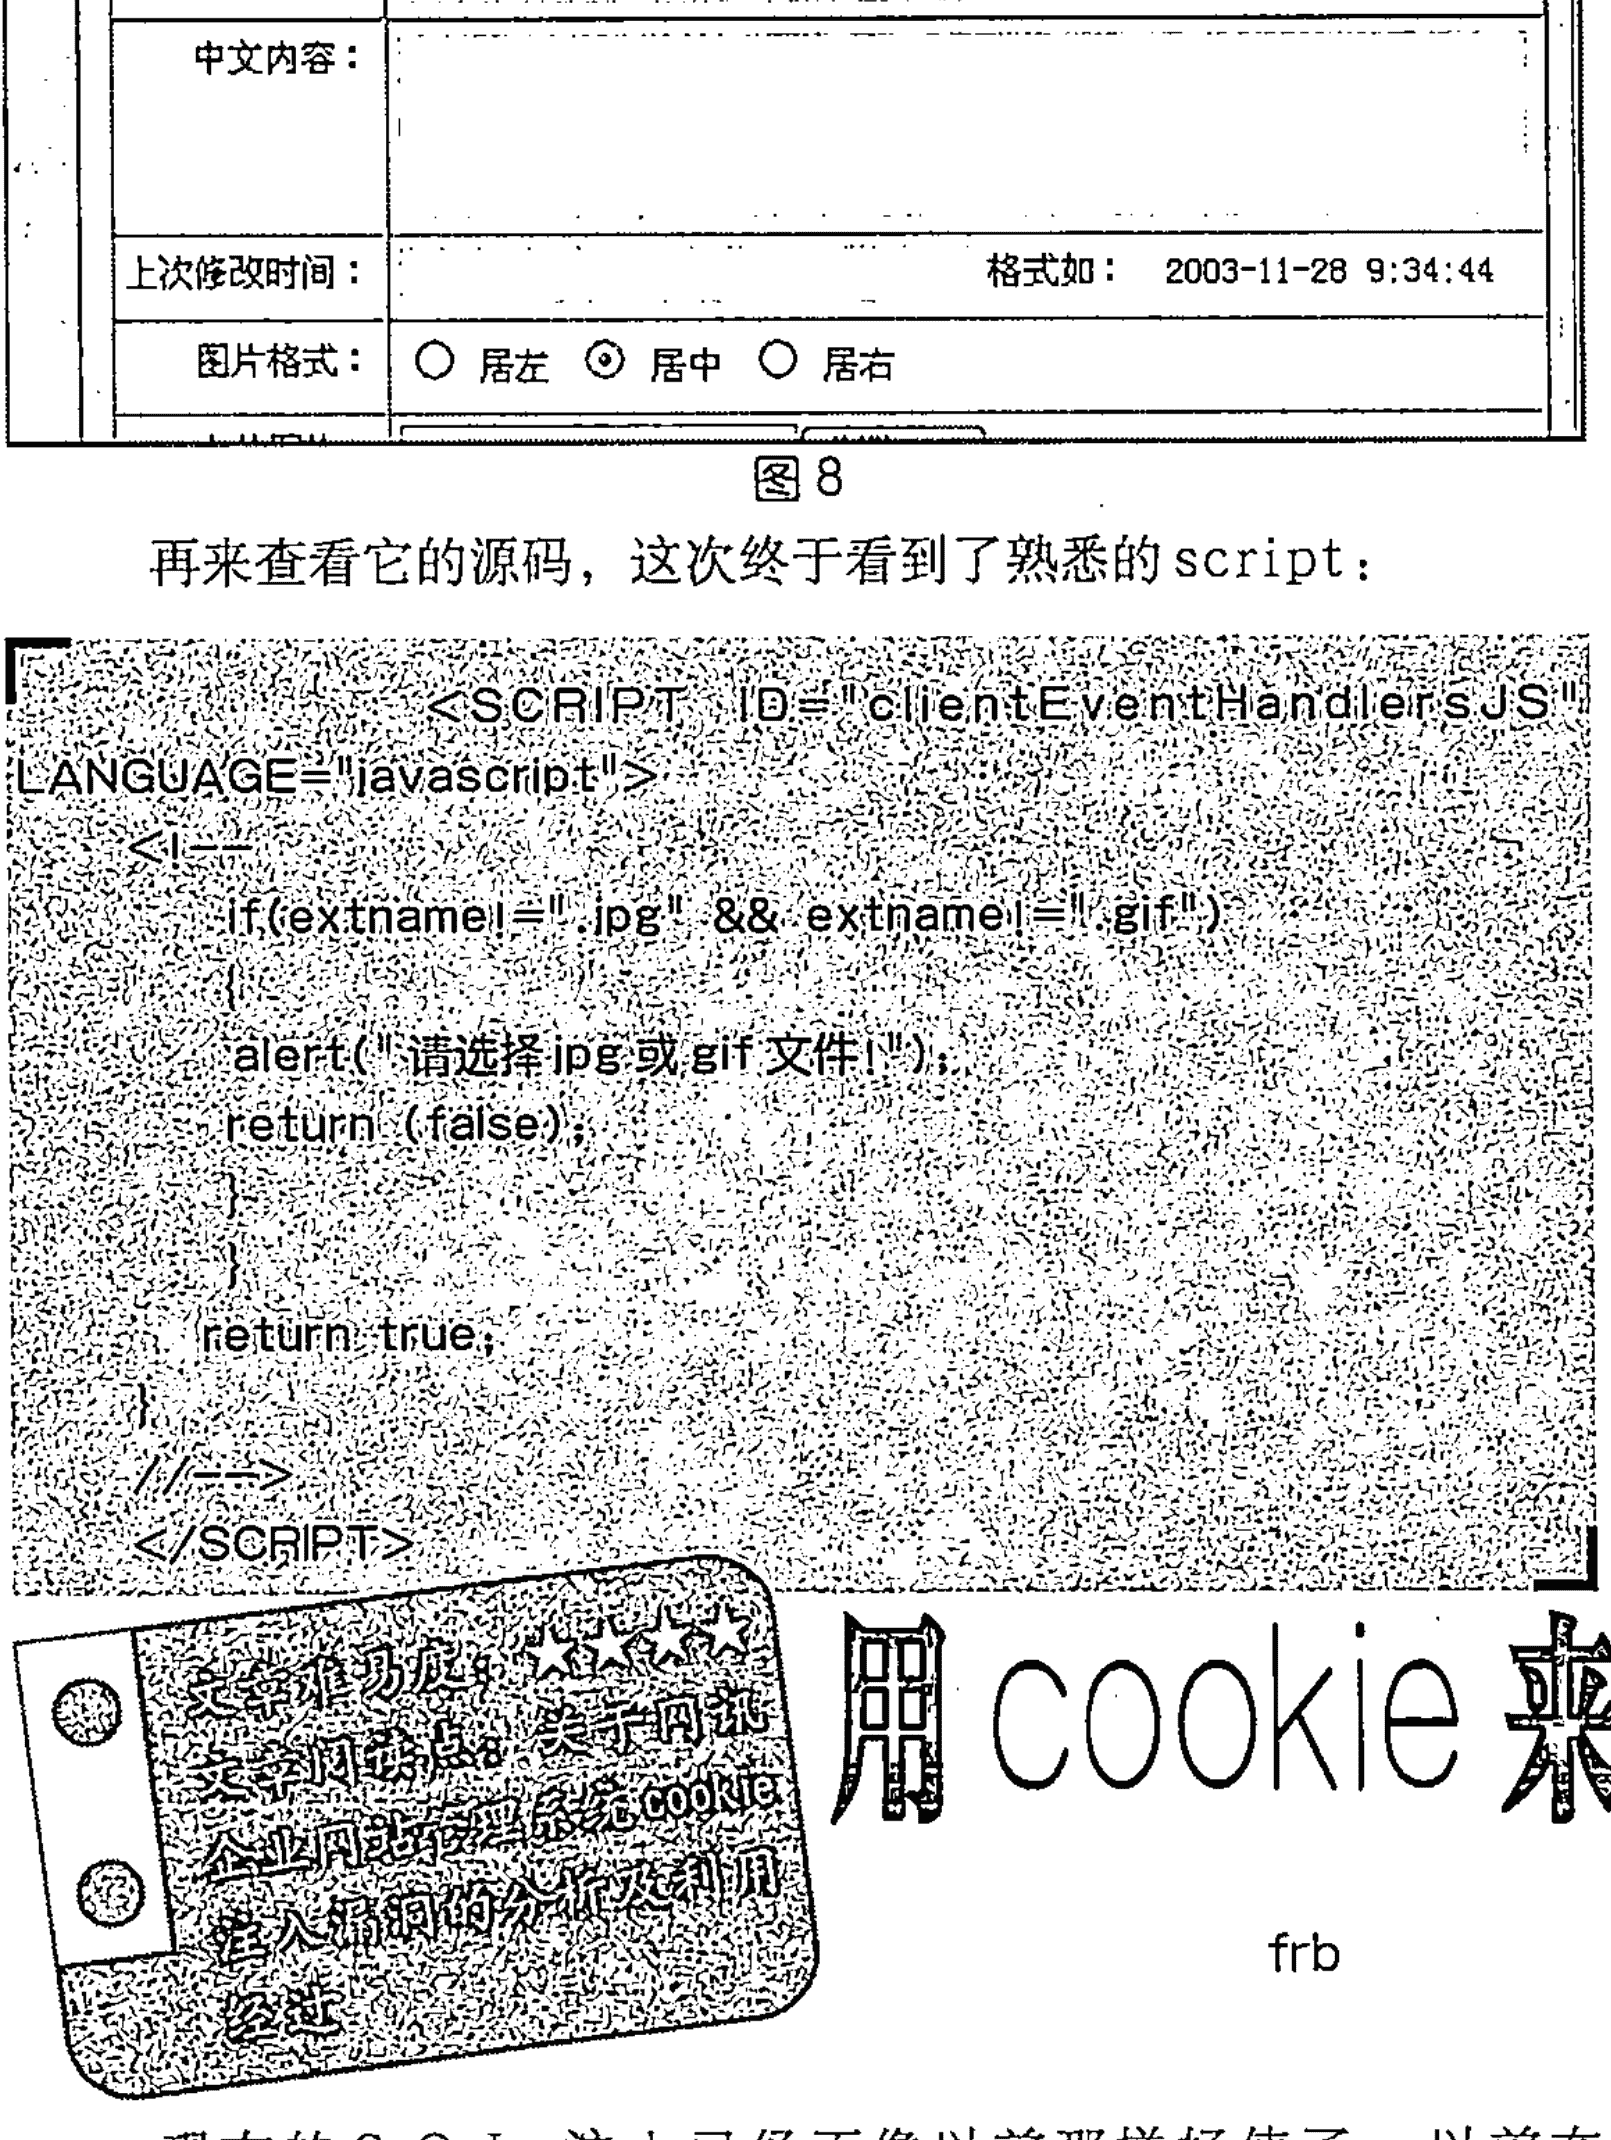 中文内容：
上次修改时间：
格式如： 2003-11-28 9:34:44
图片格式：
居左 居中 居右
图8
再来查看它的源码，这次终于看到了熟悉的script：
<SCRIPT ID="clientEventHandlersJS"
LANGUAGE="javascript">
<!--
if(extname!=".jpg" && extname!=".gif")
{
alert("请选择jpg或gif文件!");
return (false);
}
}
return true;
}
//-->
</SCRIPT>
文章难易度：★★★★
文章阅读点：关于网讯
企业网站管理系统cookie
注入漏洞的分析及利用
经过
用cookie来
frb